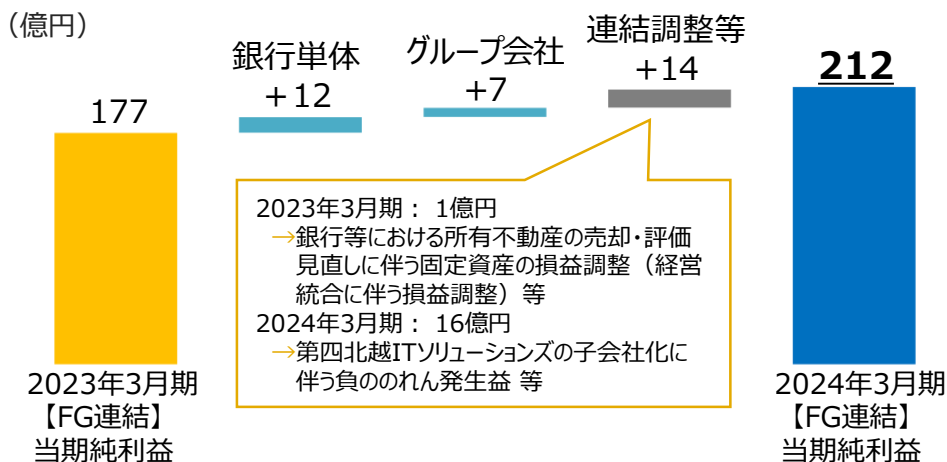 （億円）
177
銀行単体
＋12
グループ会社
+7
連結調整等
+14
212
2023年3月期： 1億円
→銀行等における所有不動産の売却・評価
見直しに伴う固定資産の損益調整（経営
統合に伴う損益調整）等
2024年3月期： 16億円
→第四北越ITソリューションズの子会社化に
伴う負ののれん発生益 等
2023年3月期
【FG連結】
当期純利益
2024年3月期
【FG連結】
当期純利益